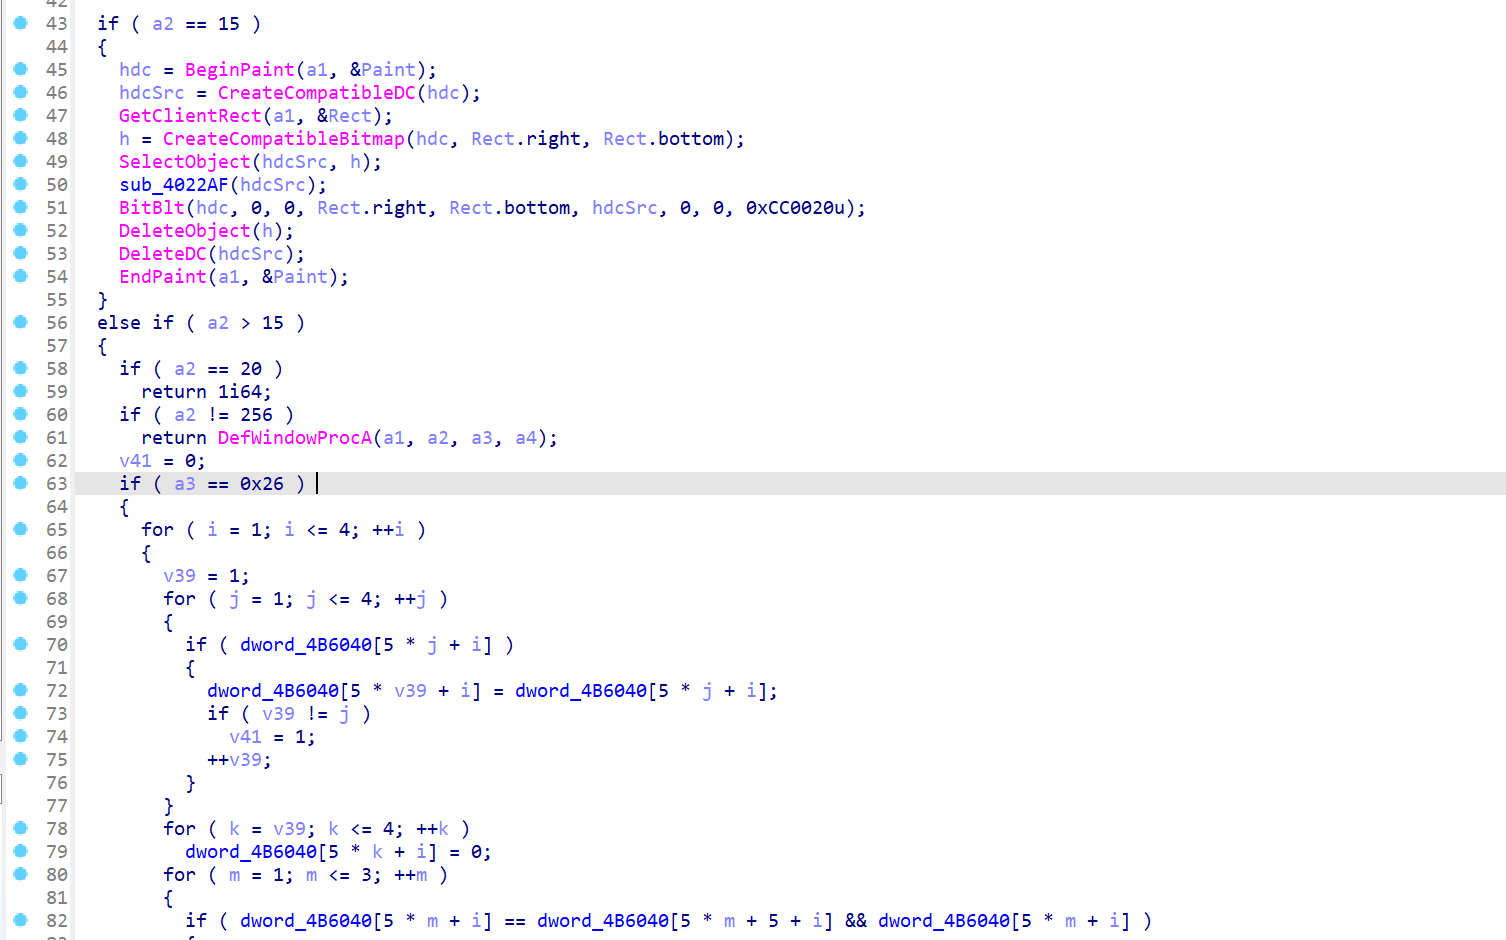 42
43 if ( a2 == 15 )
44 {
45 hdc = BeginPaint(a1, &Paint);
46 hdcSrc = CreateCompatibleDC(hdc);
47 GetClientRect(a1, &Rect);
48 h = CreateCompatibleBitmap(hdc, Rect.right, Rect.bottom);
49 SelectObject(hdcSrc, h);
50 sub_4022AF(hdcSrc);
51 BitBlt(hdc, 0, 0, Rect.right, Rect.bottom, hdcSrc, 0, 0, 0xCC0020u);
52 DeleteObject(h);
53 DeleteDC(hdcSrc);
54 EndPaint(a1, &Paint);
55 }
56 else if ( a2 > 15 )
57 {
58 if ( a2 == 20 )
59 return 1i64;
60 if ( a2 != 256 )
61 return DefWindowProcA(a1, a2, a3, a4);
62 v41 = 0;
63 if ( a3 == 0x26 )
64 {
65 for ( i = 1; i <= 4; ++i )
66 {
67 v39 = 1;
68 for ( j = 1; j <= 4; ++j )
69 {
70 if ( dword_4B6040[5 * j + i] )
71 {
72 dword_4B6040[5 * v39 + i] = dword_4B6040[5 * j + i];
73 if ( v39 != j )
74 v41 = 1;
75 ++v39;
76 }
77 }
78 for ( k = v39; k <= 4; ++k )
79 dword_4B6040[5 * k + i] = 0;
80 for ( m = 1; m <= 3; ++m )
81 {
82 if ( dword_4B6040[5 * m + i] == dword_4B6040[5 * m + 5 + i] && dword_4B6040[5 * m + i] )